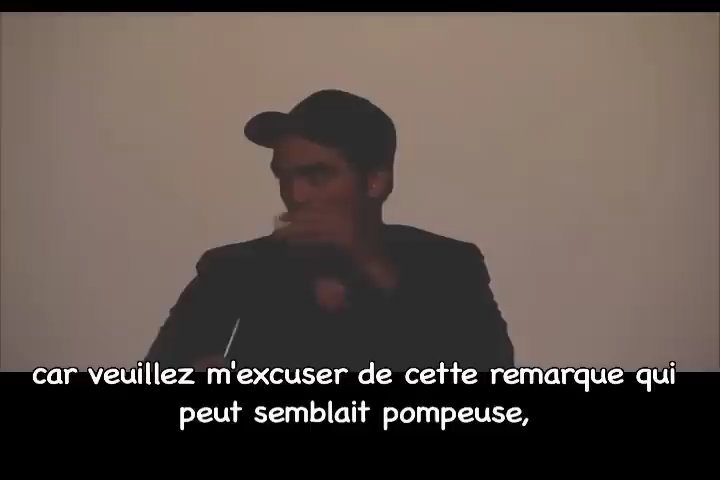 car veuillez m'excuser de cette remarque qui
peut semblait pompeuse,